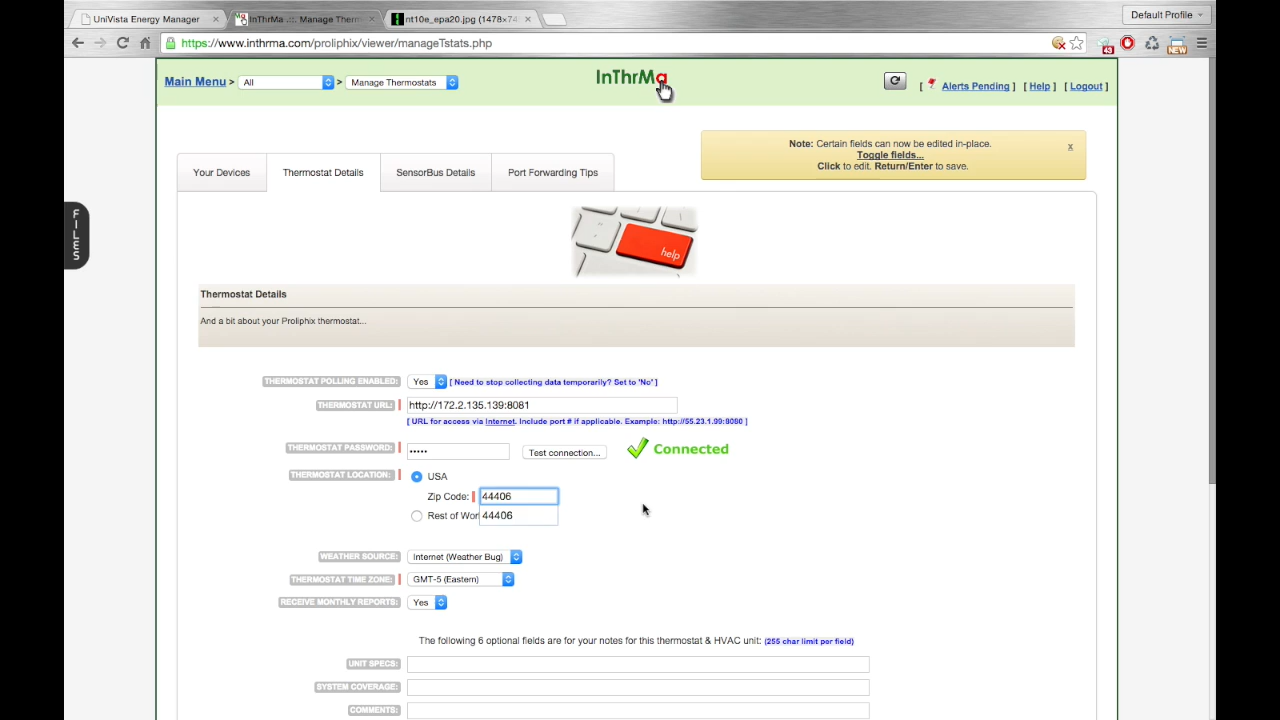 UniVista Energy Manager
InThrMa .::. Manage Therm
nt10e_epa20.jpg (1478×74
Default Profile
https://www.inthrma.com/proliphix/viewer/manageTstats.php
43
NEW
Main Menu > All > Manage Thermostats
InThrMa
[ Alerts Pending ] [ Help ] [ Logout ]
Note: Certain fields can now be edited in-place.
x
Toggle fields...
Click to edit. Return/Enter to save.
Your Devices
Thermostat Details
SensorBus Details
Port Forwarding Tips
FILES
help
Thermostat Details
And a bit about your Proliphix thermostat...
THERMOSTAT POLLING ENABLED: Yes [ Need to stop collecting data temporarily? Set to 'No' ]
THERMOSTAT URL: http://172.2.135.139:8081
[ URL for access via Internet. Include port # if applicable. Example: http://55.23.1.99:8080 ]
THERMOSTAT PASSWORD: ••••• Test connection... Connected
THERMOSTAT LOCATION: USA
Zip Code: 44406
Rest of Wor 44406
WEATHER SOURCE: Internet (Weather Bug)
THERMOSTAT TIME ZONE: GMT-5 (Eastern)
RECEIVE MONTHLY REPORTS: Yes
The following 6 optional fields are for your notes for this thermostat & HVAC unit: (255 char limit per field)
UNIT SPECS:
SYSTEM COVERAGE:
COMMENTS: